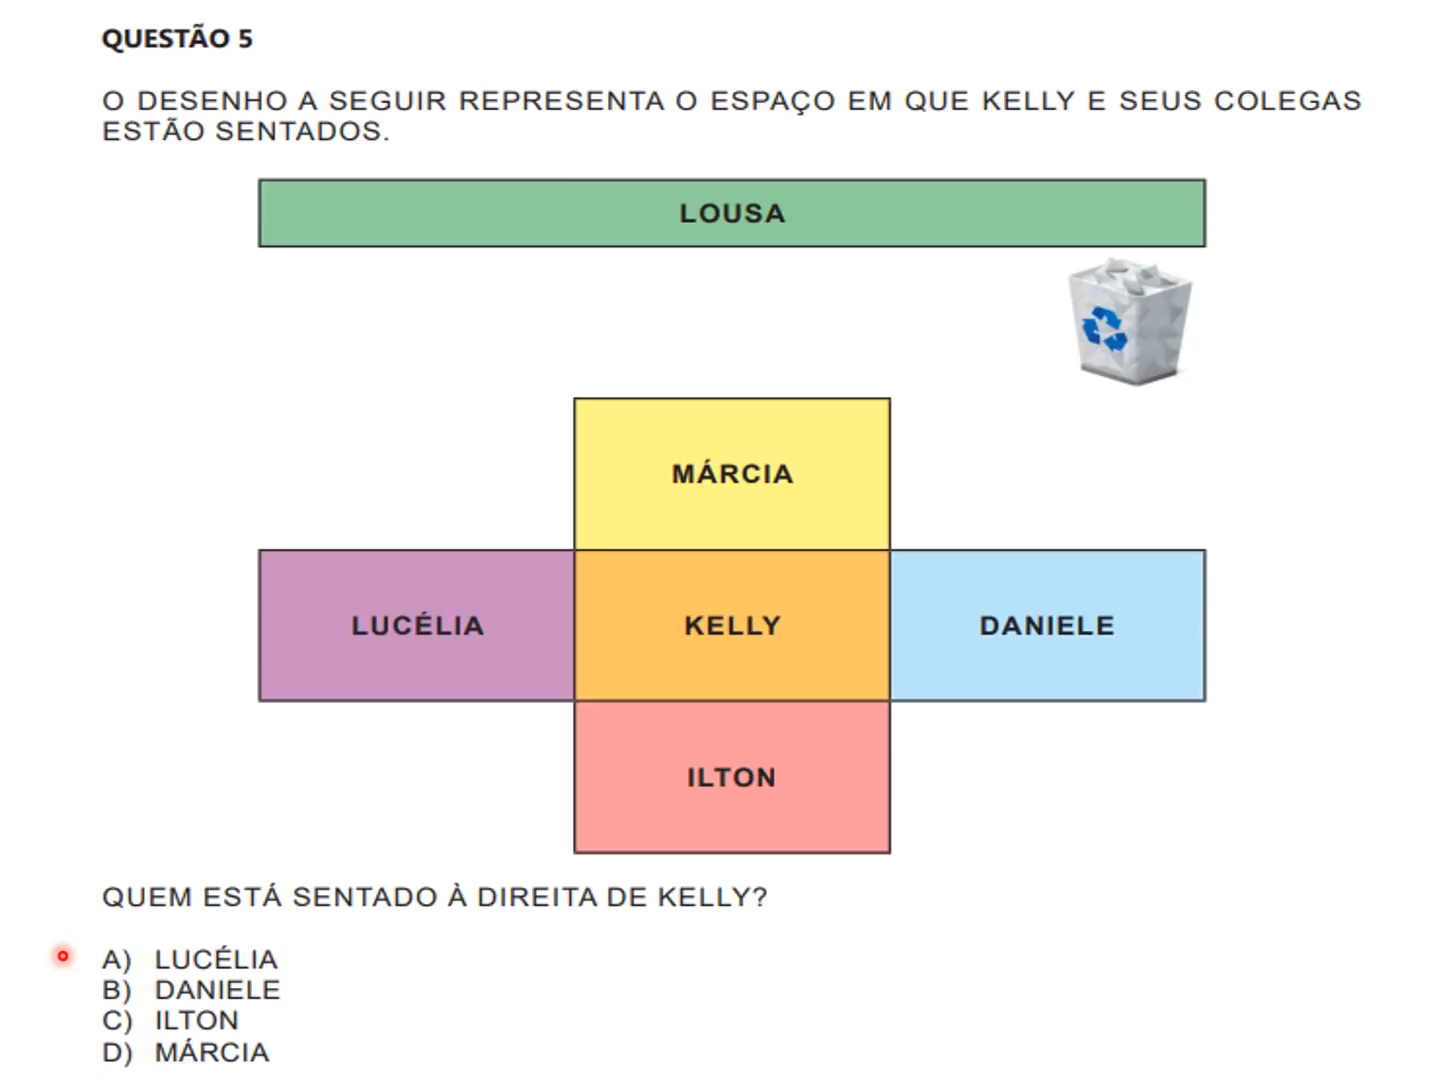 QUESTÃO 5
O DESENHO A SEGUIR REPRESENTA O ESPAÇO EM QUE KELLY E SEUS COLEGAS
ESTÃO SENTADOS.
LOUSA
MÁRCIA
LUCÉLIA KELLY DANIELE
ILTON
QUEM ESTÁ SENTADO À DIREITA DE KELLY?
A) LUCÉLIA
B) DANIELE
C) ILTON
D) MÁRCIA